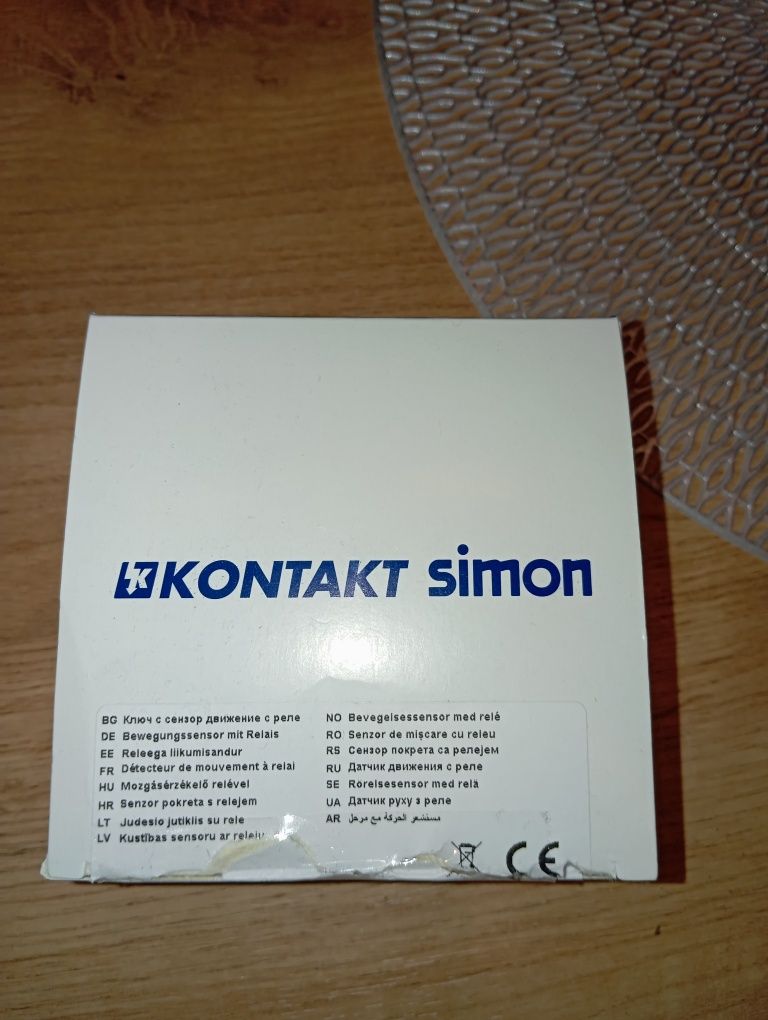 KONTAKT simon
BG Ключ с сензор движение с реле
DE Bewegungssensor mit Relais
EE Releega liikumisandur
FR Détecteur de mouvement à relai
HU Mozgásérzékelő relével
HR Senzor pokreta s relejem
LT Judesio jutiklis su rele
LV Kustības sensoru ar releju
NO Bevegelsessensor med relé
RO Senzor de mişcare cu releu
RS Сензор покрета са релејем
RU Датчик движения с реле
SE Rörelsesensor med relä
UA Датчик руху з реле
AR مستشعر الحركة مع مرحل
CE